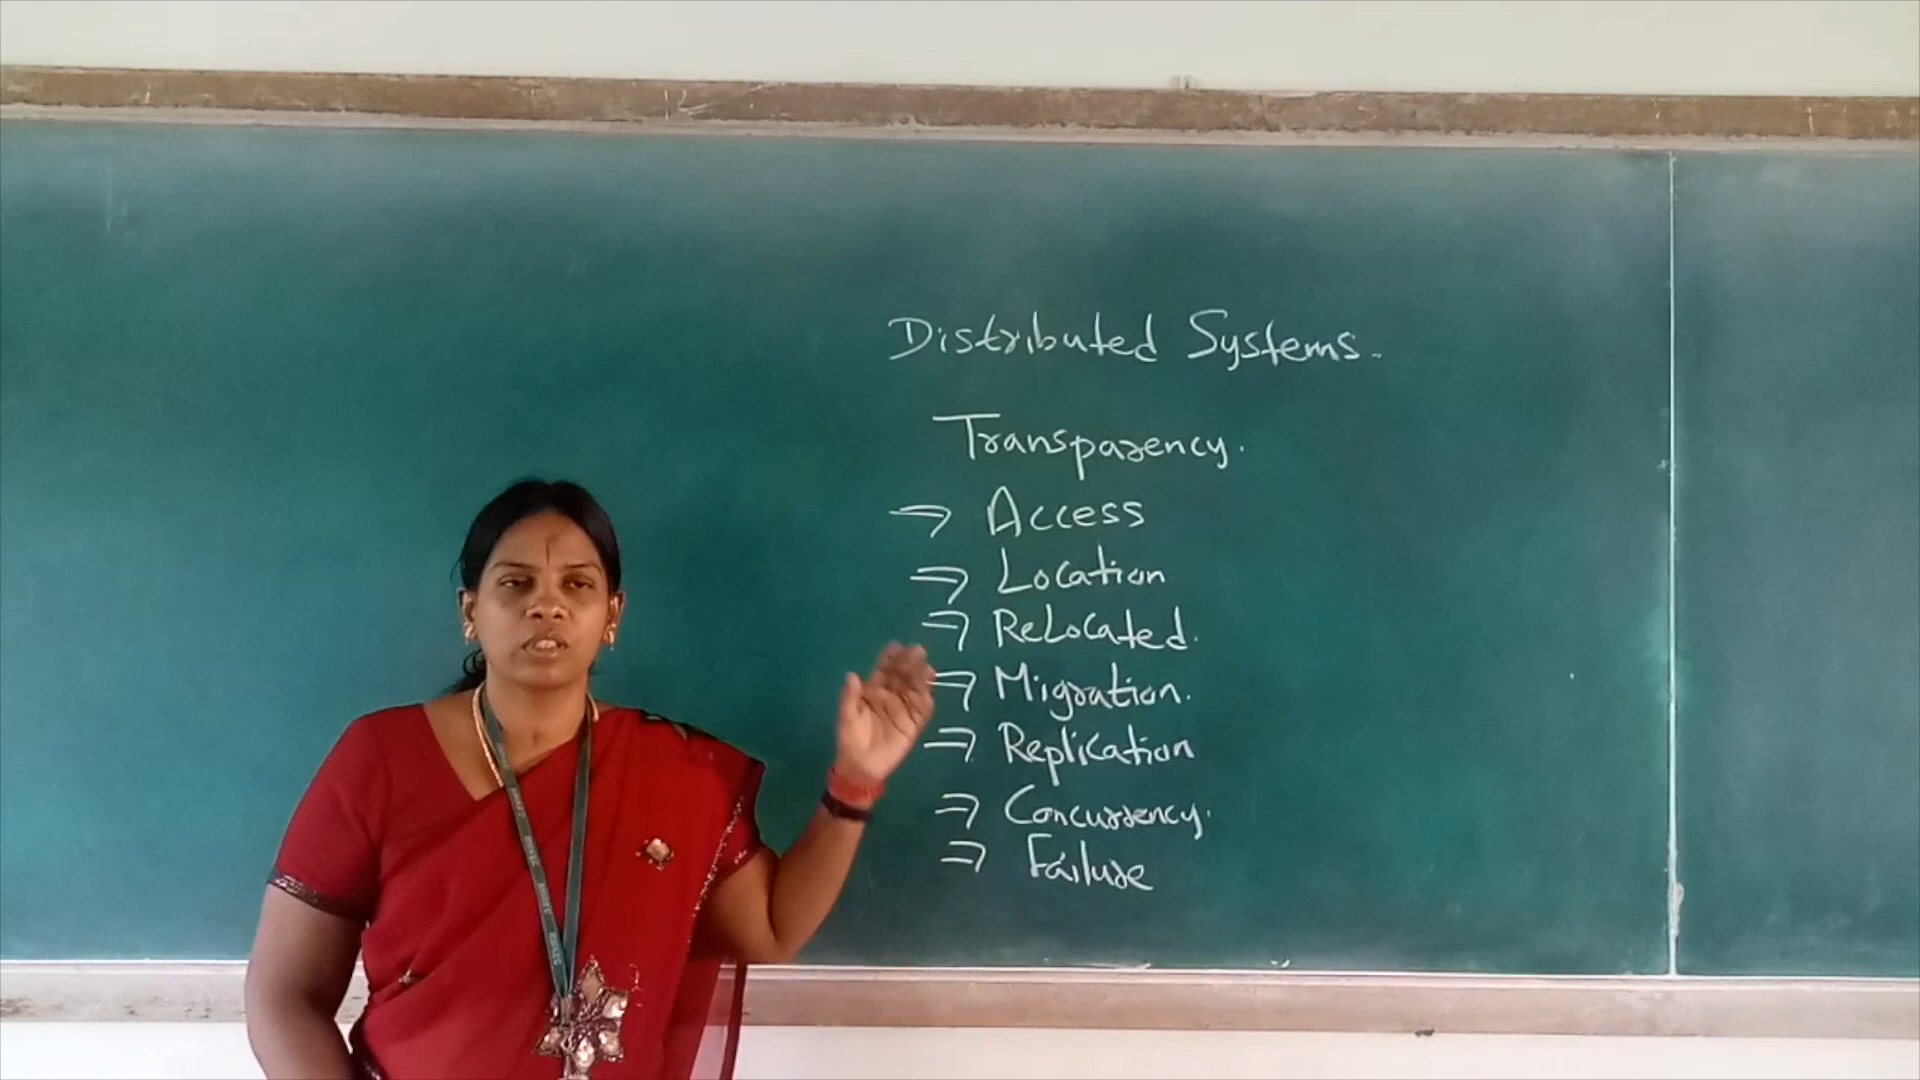 Distributed Systems.
Transparency.
⇒ Access
⇒ Location
⇒ ReLocated.
⇒ Migration.
⇒ Replication
⇒ Concurrency.
⇒ Failure